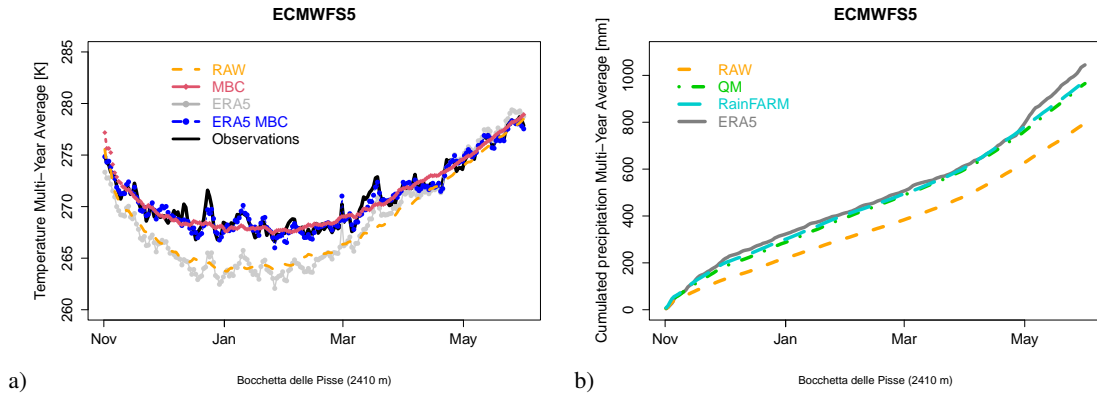 ECMWFS5
Temperature Multi−Year Average [K]
285
280
275
270
265
260
RAW
MBC
ERA5
ERA5 MBC
Observations
Nov
Jan
Mar
May
a)
Bocchetta delle Pisse (2410 m)
ECMWFS5
Cumulated precipitation Multi−Year Average [mm]
1000
800
600
400
200
0
RAW
QM
RainFARM
ERA5
Nov
Jan
Mar
May
b)
Bocchetta delle Pisse (2410 m)